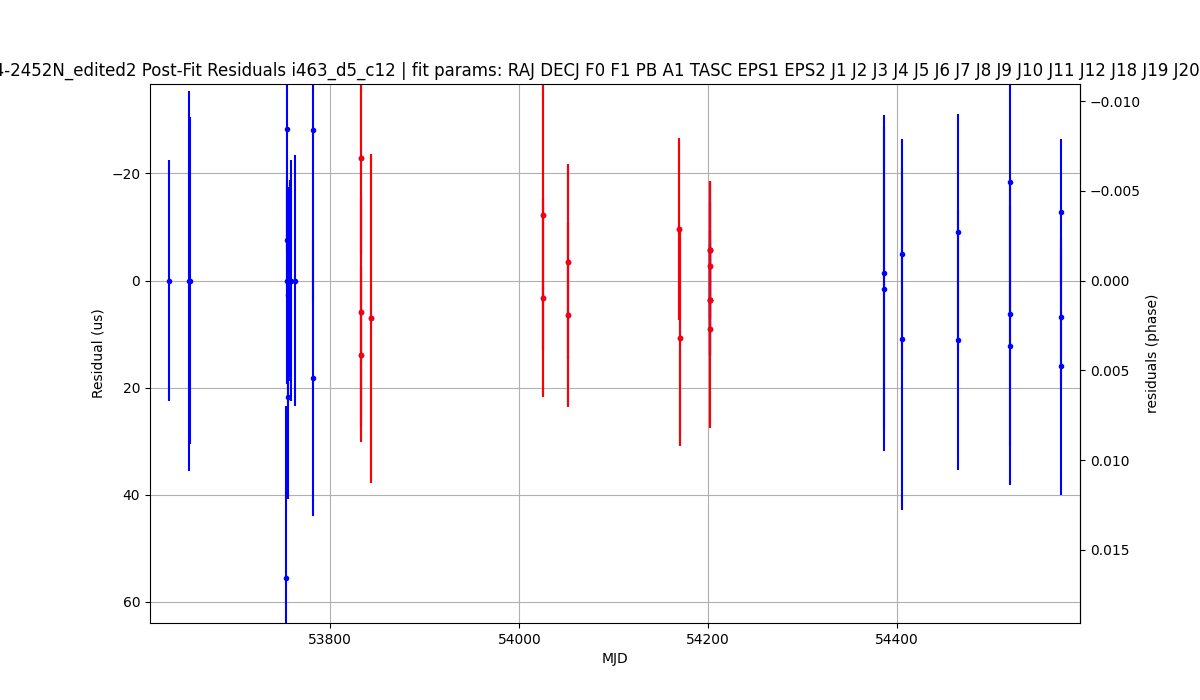 -2452N_edited2 Post-Fit Residuals i463_d5_c12 | fit params: RAJ DECJ F0 F1 PB A1 TASC EPS1 EPS2 J1 J2 J3 J4 J5 J6 J7 J8 J9 J10 J11 J12 J18 J19 J20
−20
0
20
40
60
Residual (us)
−0.010
−0.005
0.000
0.005
0.010
0.015
residuals (phase)
53800 54000 54200 54400
MJD